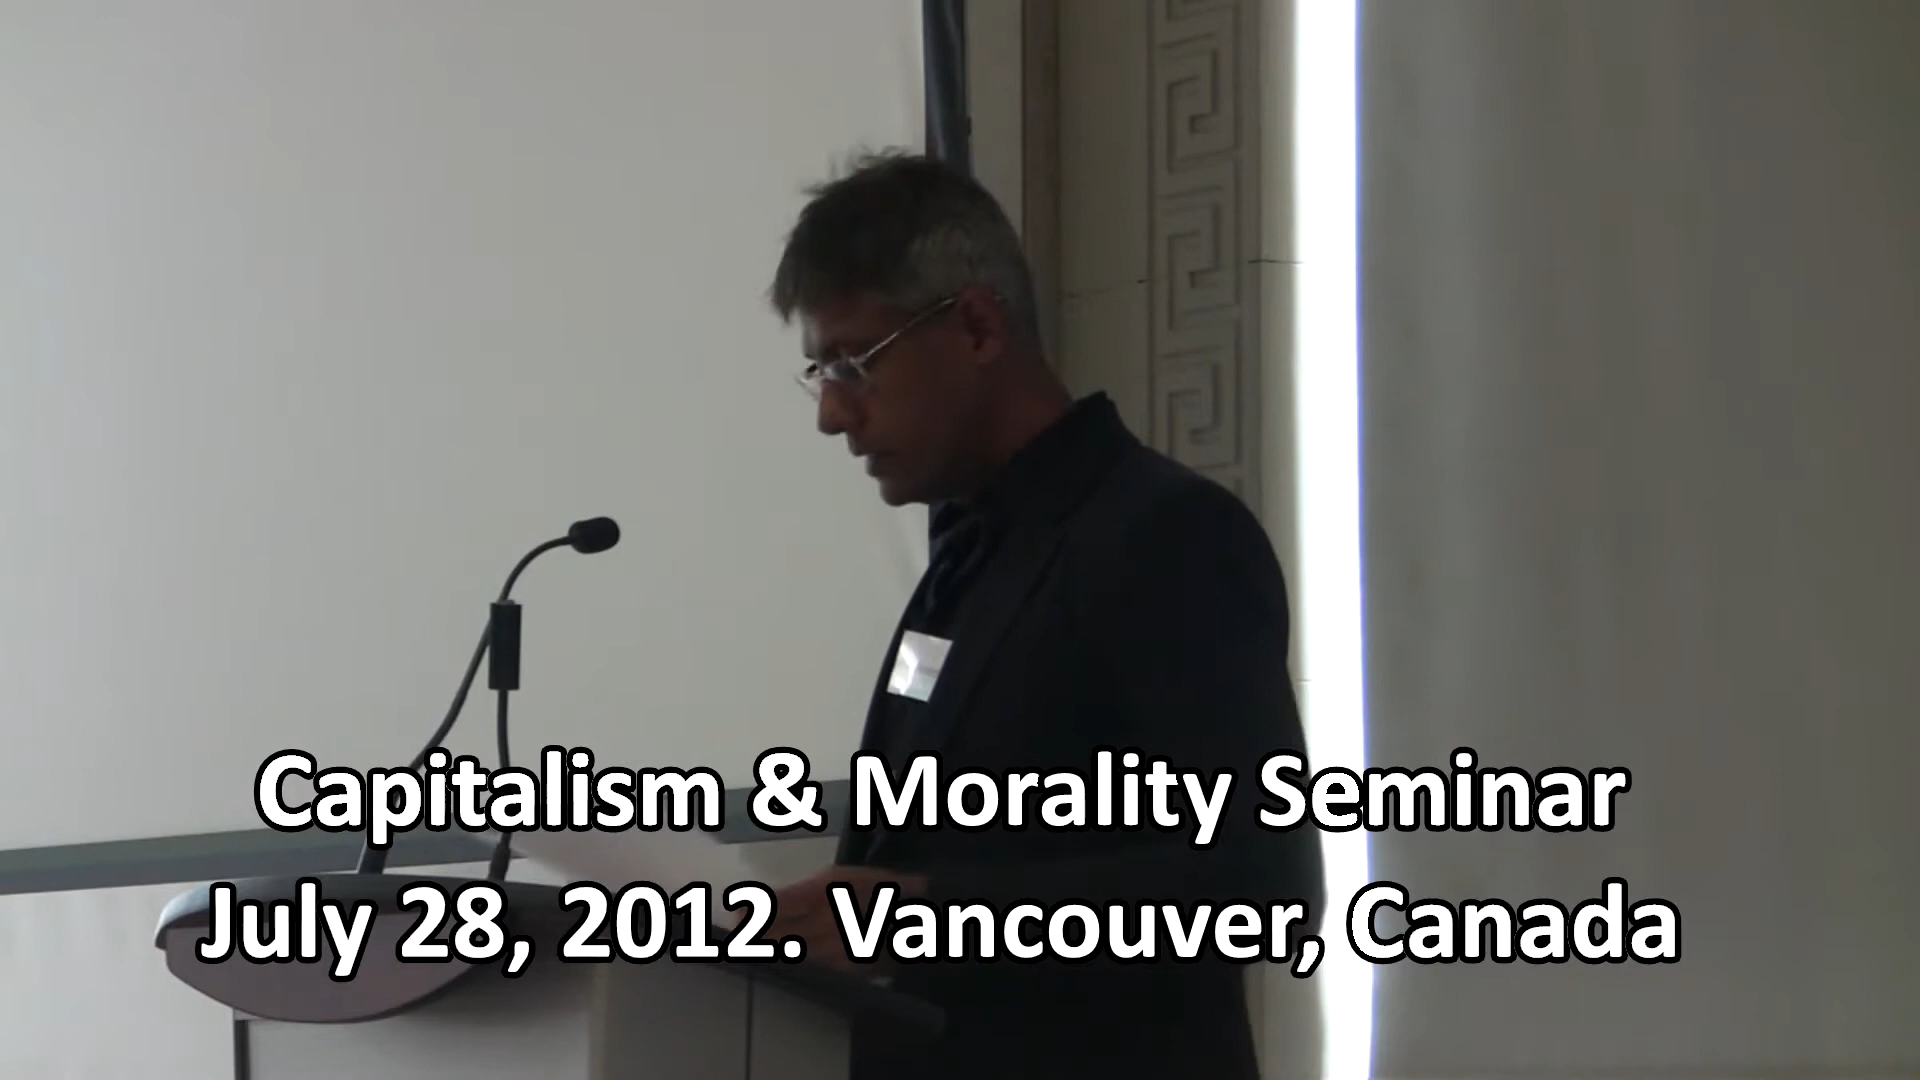 Capitalism & Morality Seminar
July 28, 2012. Vancouver, Canada